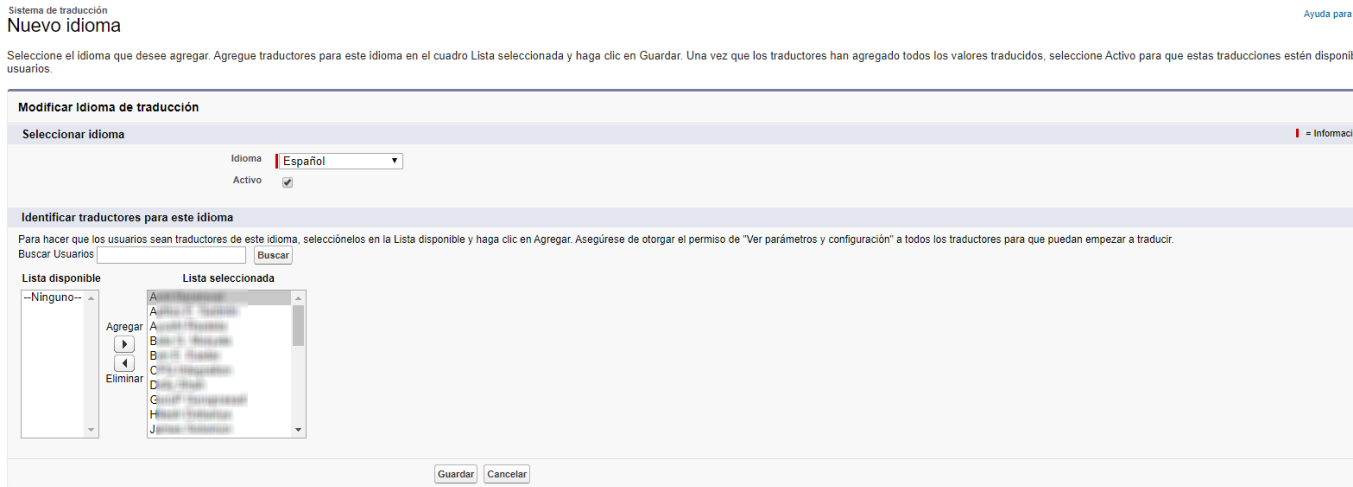 Sistema de traducción
Nuevo idioma
Ayuda para
Seleccione el idioma que desee agregar. Agregue traductores para este idioma en el cuadro Lista seleccionada y haga clic en Guardar. Una vez que los traductores han agregado todos los valores traducidos, seleccione Activo para que estas traducciones estén disponib
usuarios.
Modificar Idioma de traducción
Seleccionar idioma
= Informaci
Idioma Español
Activo
Identificar traductores para este idioma
Para hacer que los usuarios sean traductores de este idioma, selecciónelos en la Lista disponible y haga clic en Agregar. Asegúrese de otorgar el permiso de "Ver parámetros y configuración" a todos los traductores para que puedan empezar a traducir.
Buscar Usuarios Buscar
Lista disponible Lista seleccionada
--Ninguno--
Agregar
Eliminar
Guardar Cancelar